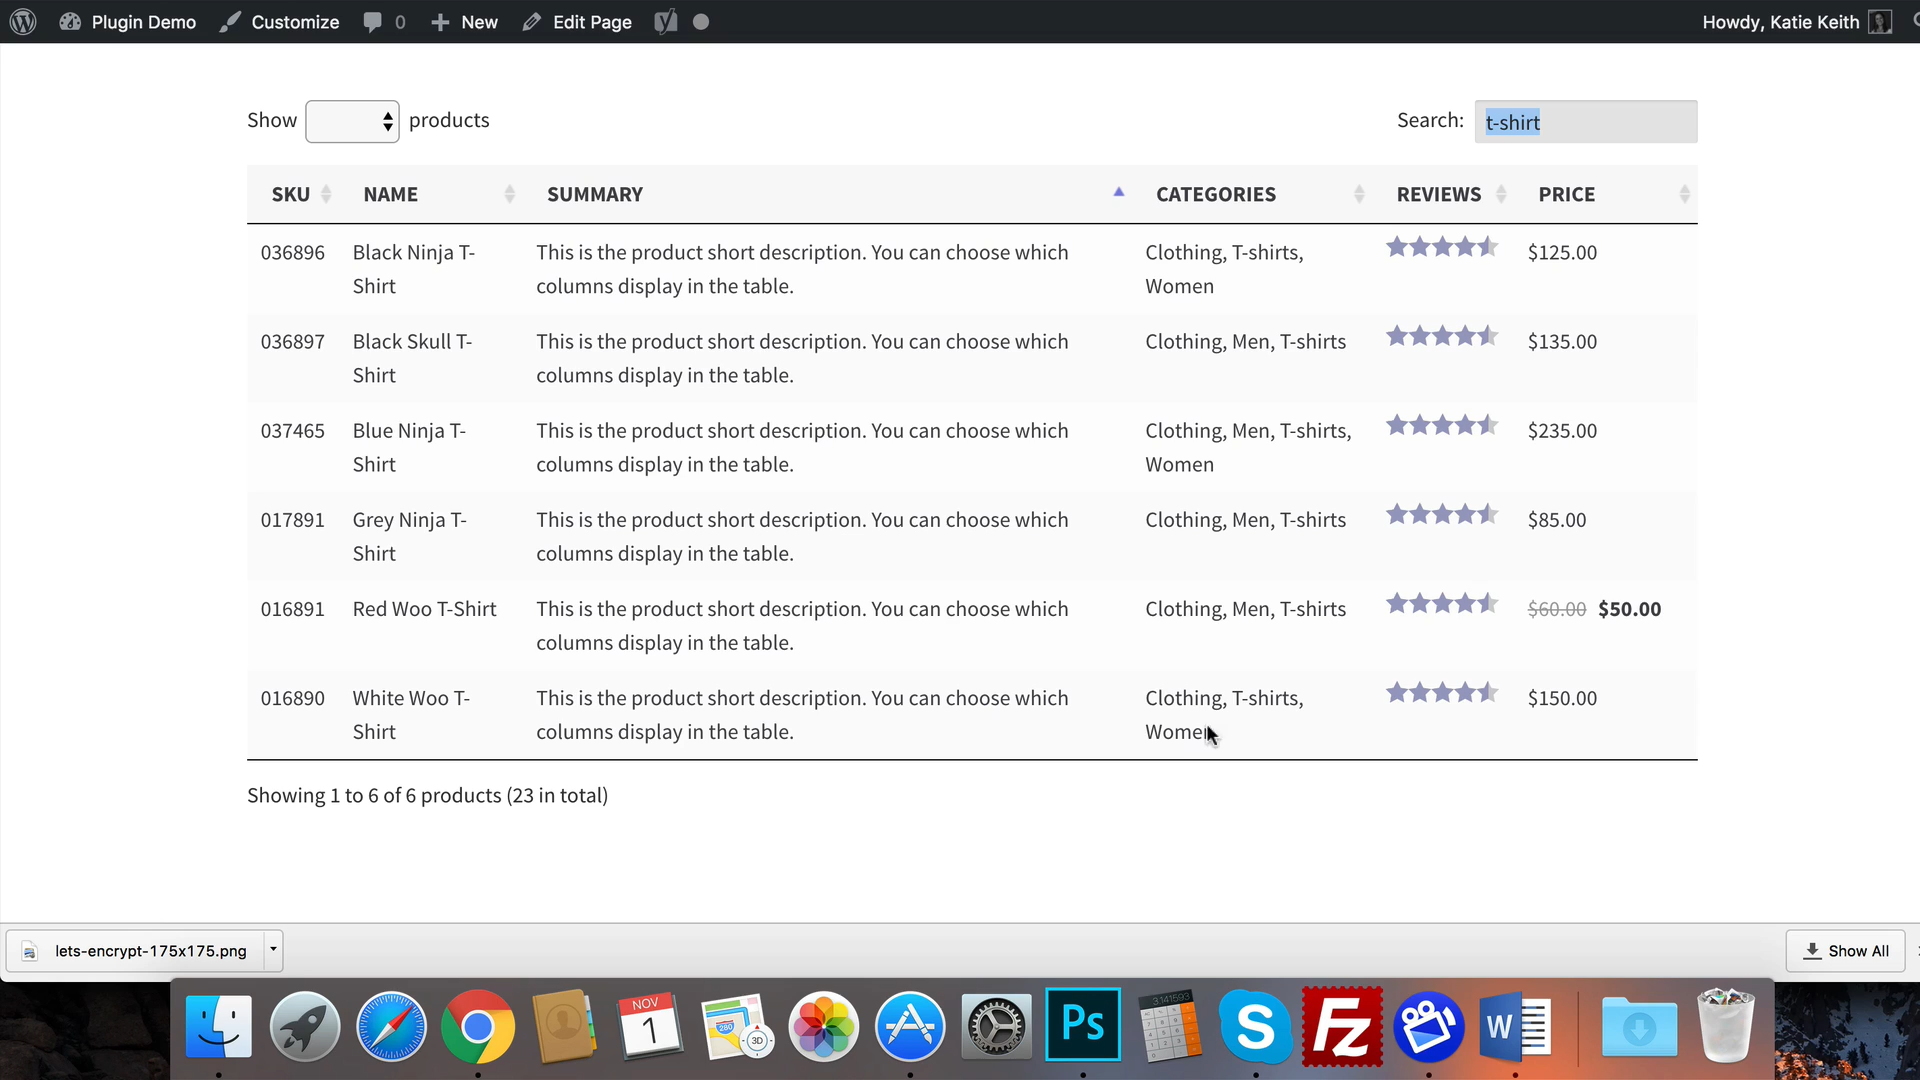 Plugin Demo Customize 0 New Edit Page Howdy, Katie Keith
Show products Search: t-shirt
SKU NAME SUMMARY CATEGORIES REVIEWS PRICE
036896 Black Ninja T- This is the product short description. You can choose which Clothing, T-shirts, $125.00
Shirt columns display in the table. Women
036897 Black Skull T- This is the product short description. You can choose which Clothing, Men, T-shirts $135.00
Shirt columns display in the table.
037465 Blue Ninja T- This is the product short description. You can choose which Clothing, Men, T-shirts, $235.00
Shirt columns display in the table. Women
017891 Grey Ninja T- This is the product short description. You can choose which Clothing, Men, T-shirts $85.00
Shirt columns display in the table.
016891 Red Woo T-Shirt This is the product short description. You can choose which Clothing, Men, T-shirts $60.00 $50.00
columns display in the table.
016890 White Woo T- This is the product short description. You can choose which Clothing, T-shirts, $150.00
Shirt columns display in the table. Women
Showing 1 to 6 of 6 products (23 in total)
lets-encrypt-175x175.png Show All
NOV 3.141593
1 280 3D Ps S Fz W